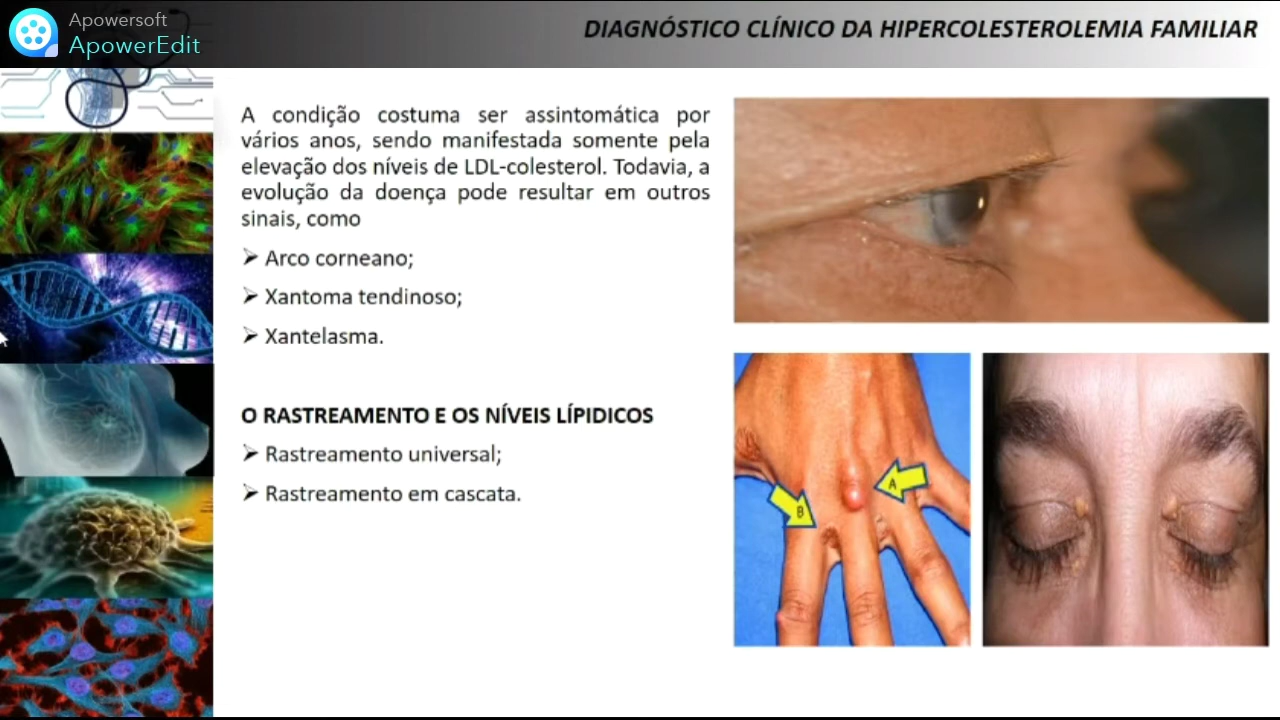 Apowersoft
ApowerEdit
DIAGNÓSTICO CLÍNICO DA HIPERCOLESTEROLEMIA FAMILIAR
A condição costuma ser assintomática por
vários anos, sendo manifestada somente pela
elevação dos níveis de LDL-colesterol. Todavia, a
evolução da doença pode resultar em outros
sinais, como
➢ Arco corneano;
➢ Xantoma tendinoso;
➢ Xantelasma.
O RASTREAMENTO E OS NÍVEIS LÍPIDICOS
➢ Rastreamento universal;
➢ Rastreamento em cascata.
A
B